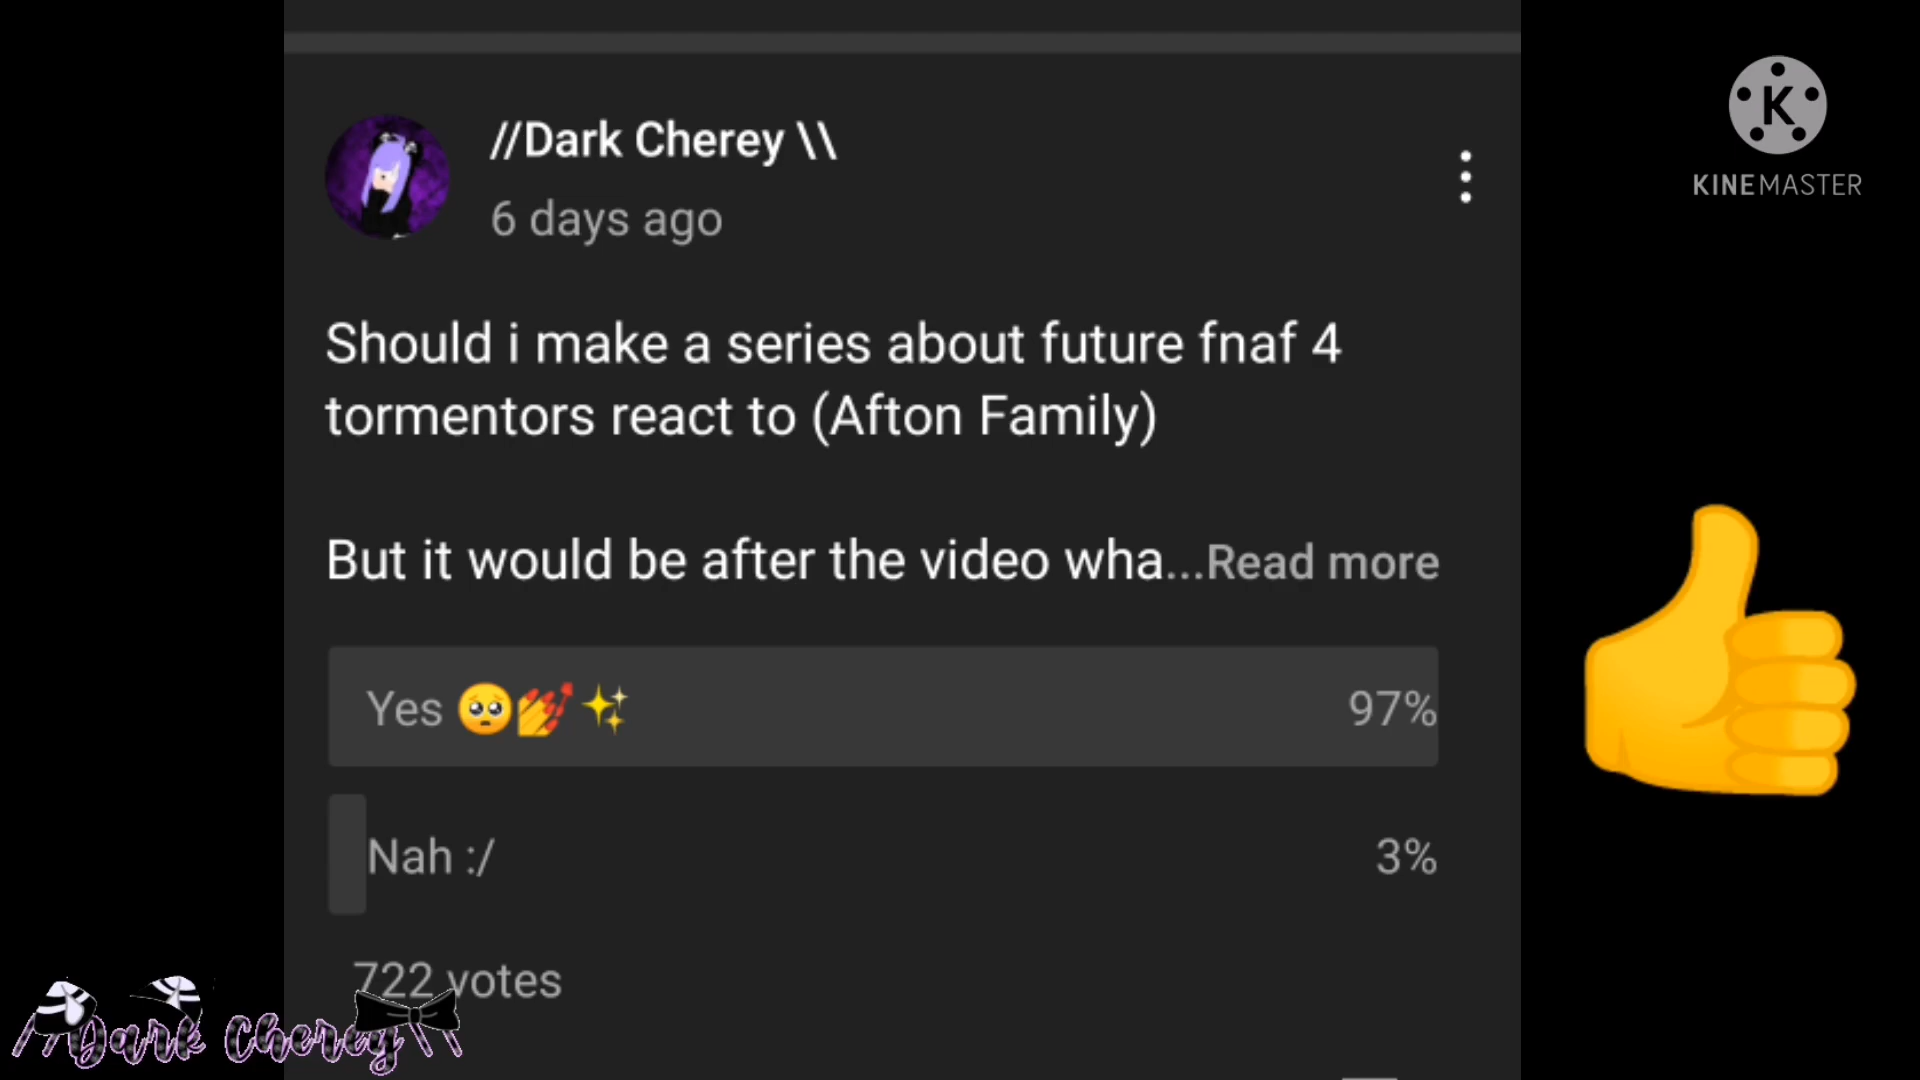 //Dark Cherey \\
6 days ago
K
KINEMASTER
Should i make a series about future fnaf 4
tormentors react to (Afton Family)
But it would be after the video wha...Read more
Yes 🥺💅✨ 97%
Nah :/ 3%
722 votes
//Dark Cherey\\